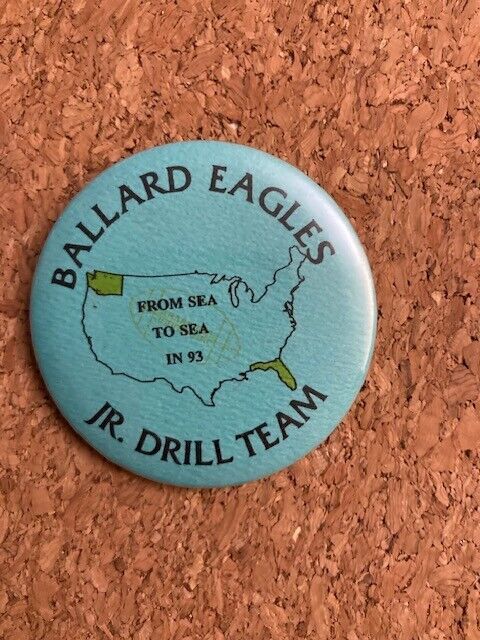 BALLARD EAGLES
FROM SEA
TO SEA
IN 93
JR. DRILL TEAM